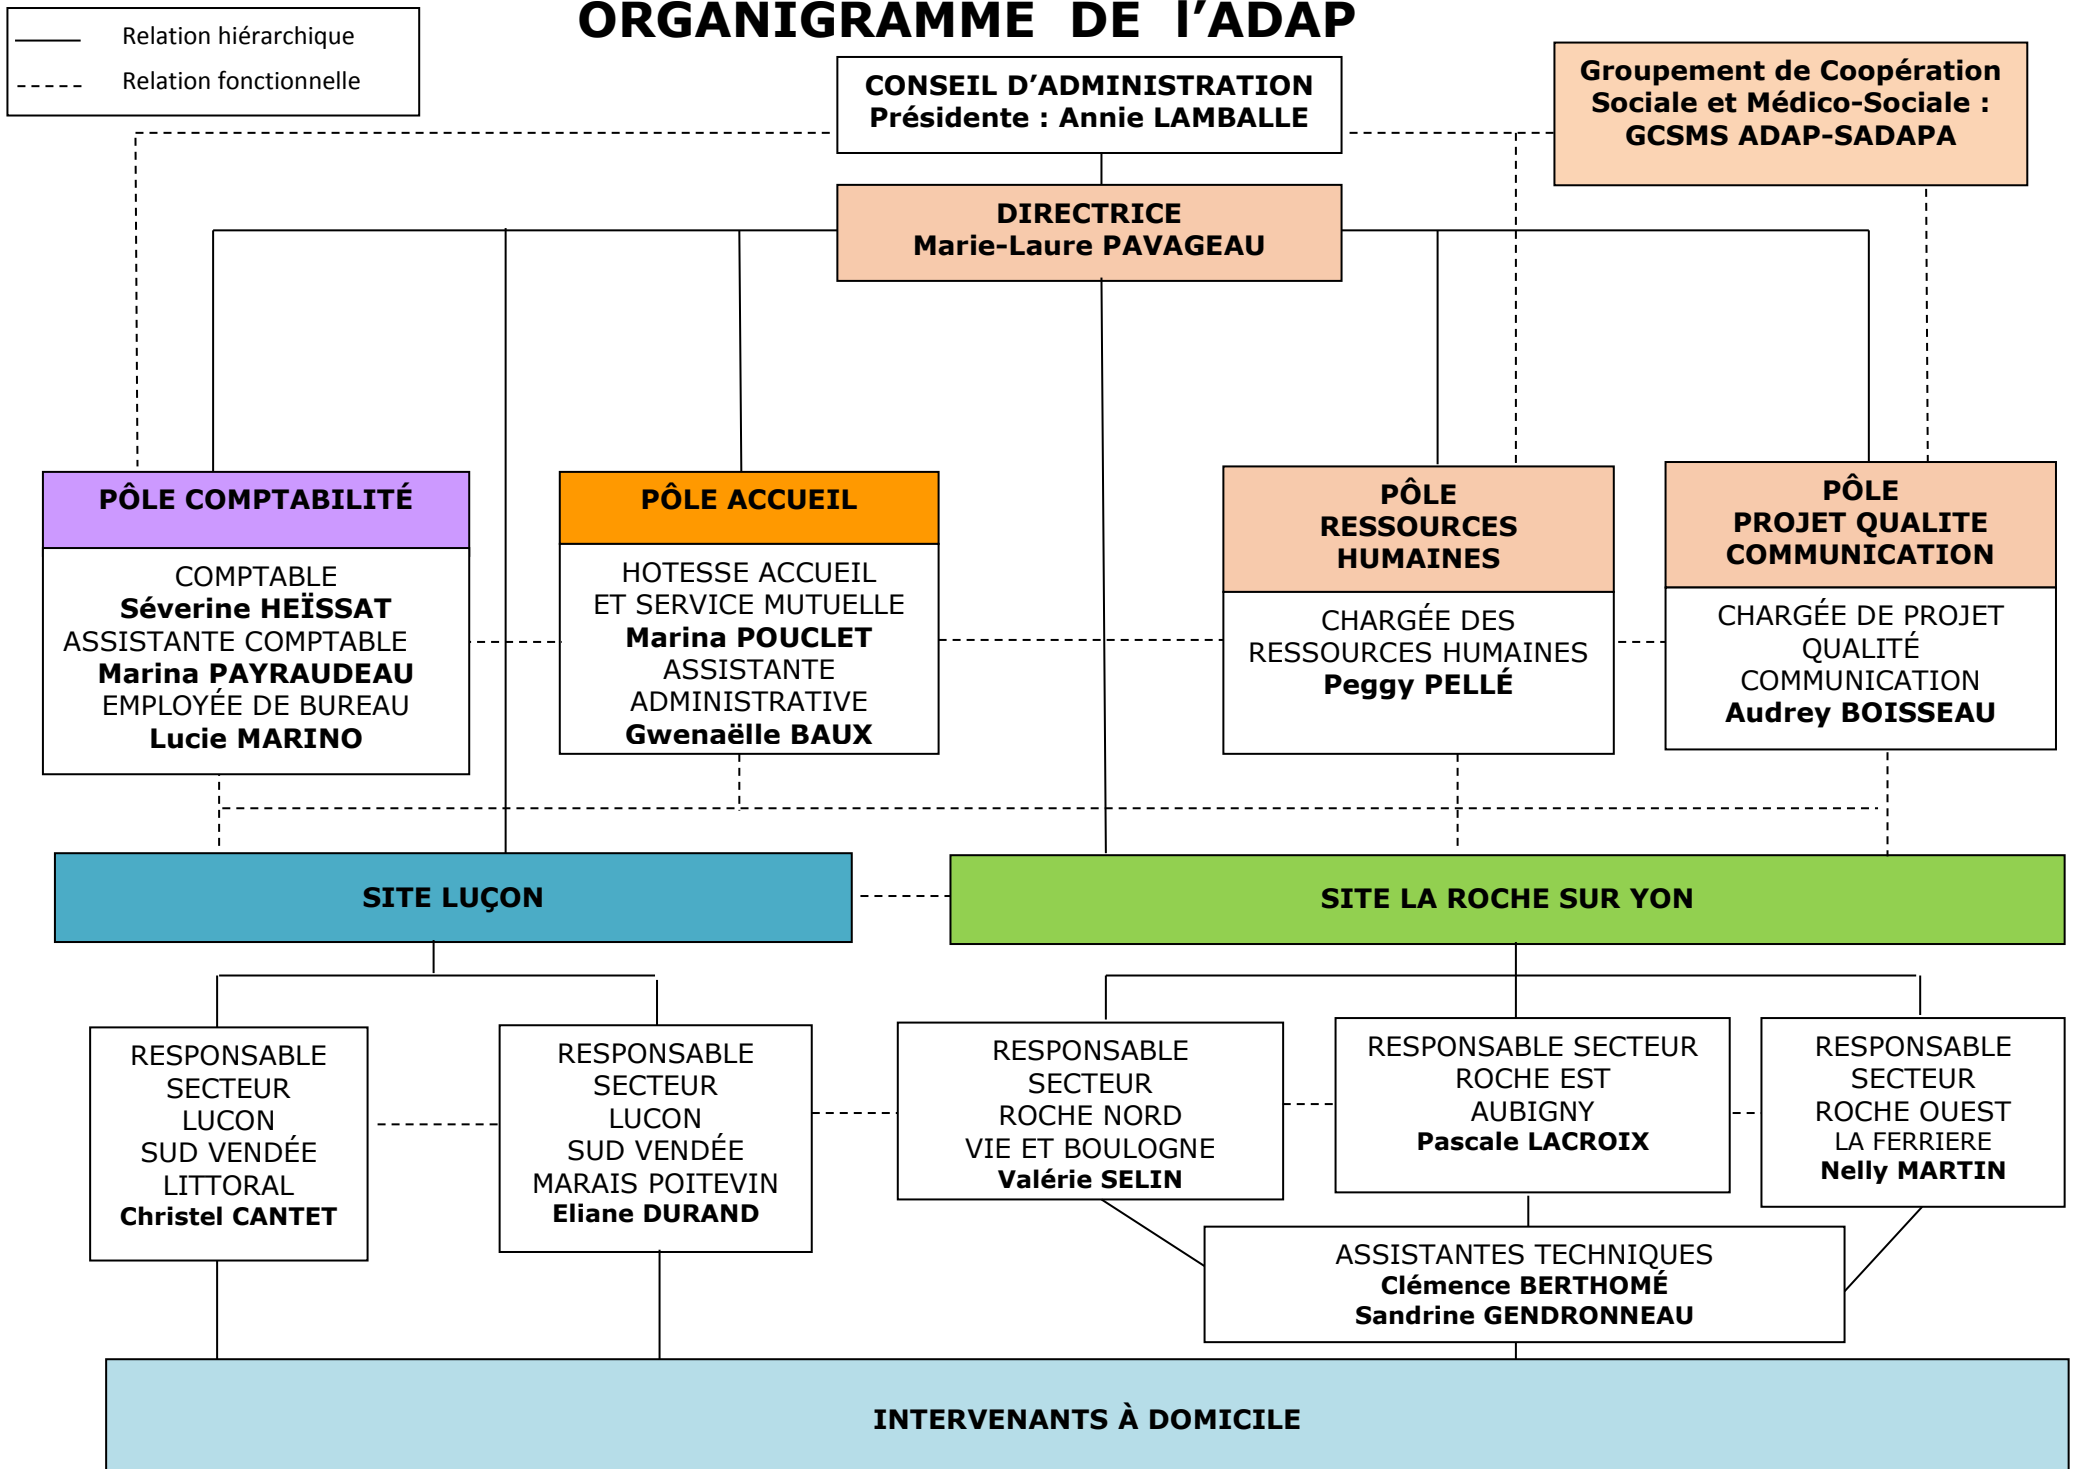 ORGANIGRAMME DE l'ADAP
Relation hiérarchique
Relation fonctionnelle
CONSEIL D'ADMINISTRATION
Présidente : Annie LAMBALLE
Groupement de Coopération
Sociale et Médico-Sociale :
GCSMS ADAP-SADAPA
DIRECTRICE
Marie-Laure PAVAGEAU
PÔLE COMPTABILITÉ
COMPTABLE
Séverine HEÏSSAT
ASSISTANTE COMPTABLE
Marina PAYRAUDEAU
EMPLOYÉE DE BUREAU
Lucie MARINO
PÔLE ACCUEIL
HOTESSE ACCUEIL
ET SERVICE MUTUELLE
Marina POUCLET
ASSISTANTE
ADMINISTRATIVE
Gwenaëlle BAUX
PÔLE
RESSOURCES
HUMAINES
CHARGÉE DES
RESSOURCES HUMAINES
Peggy PELLÉ
PÔLE
PROJET QUALITE
COMMUNICATION
CHARGÉE DE PROJET
QUALITÉ
COMMUNICATION
Audrey BOISSEAU
SITE LUÇON
SITE LA ROCHE SUR YON
RESPONSABLE
SECTEUR
LUCON
SUD VENDÉE
LITTORAL
Christel CANTET
RESPONSABLE
SECTEUR
LUCON
SUD VENDÉE
MARAIS POITEVIN
Eliane DURAND
RESPONSABLE
SECTEUR
ROCHE NORD
VIE ET BOULOGNE
Valérie SELIN
RESPONSABLE SECTEUR
ROCHE EST
AUBIGNY
Pascale LACROIX
RESPONSABLE
SECTEUR
ROCHE OUEST
LA FERRIERE
Nelly MARTIN
ASSISTANTES TECHNIQUES
Clémence BERTHOMÉ
Sandrine GENDRONNEAU
INTERVENANTS À DOMICILE